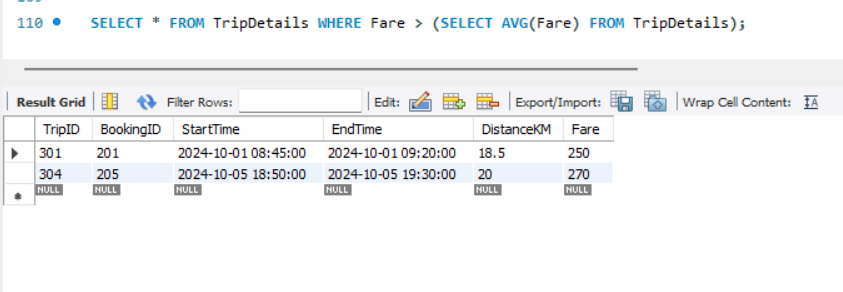 110 SELECT * FROM TripDetails WHERE Fare > (SELECT AVG(Fare) FROM TripDetails);
Result Grid Filter Rows: Edit: Export/Import: Wrap Cell Content: IA
TripID BookingID StartTime EndTime DistanceKM Fare
301 201 2024-10-01 08:45:00 2024-10-01 09:20:00 18.5 250
304 205 2024-10-05 18:50:00 2024-10-05 19:30:00 20 270
NULL NULL NULL NULL NULL NULL